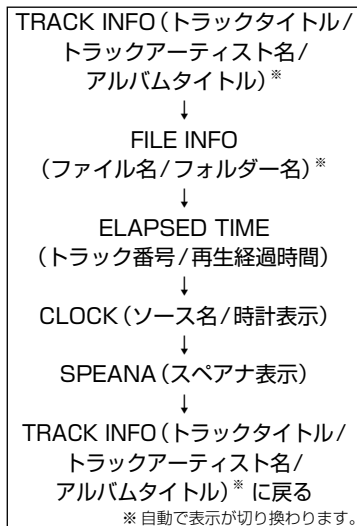 TRACK INFO（トラックタイトル/
トラックアーティスト名/
アルバムタイトル）※
↓
FILE INFO
（ファイル名/フォルダー名）※
↓
ELAPSED TIME
（トラック番号/再生経過時間）
↓
CLOCK（ソース名/時計表示）
↓
SPEANA（スペアナ表示）
↓
TRACK INFO（トラックタイトル/
トラックアーティスト名/
アルバムタイトル）※ に戻る
※ 自動で表示が切り換わります。